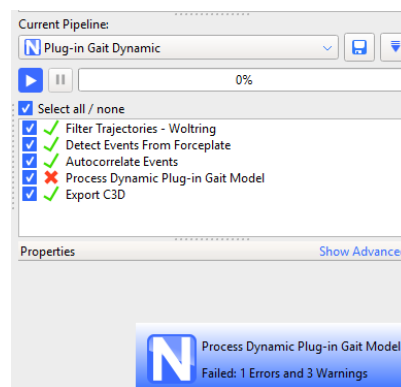 Current Pipeline:
Plug-in Gait Dynamic
0%
Select all / none
Filter Trajectories - Woltring
Detect Events From Forceplate
Autocorrelate Events
Process Dynamic Plug-in Gait Model
Export C3D
Properties Show Advanced
Process Dynamic Plug-in Gait Model
Failed: 1 Errors and 3 Warnings